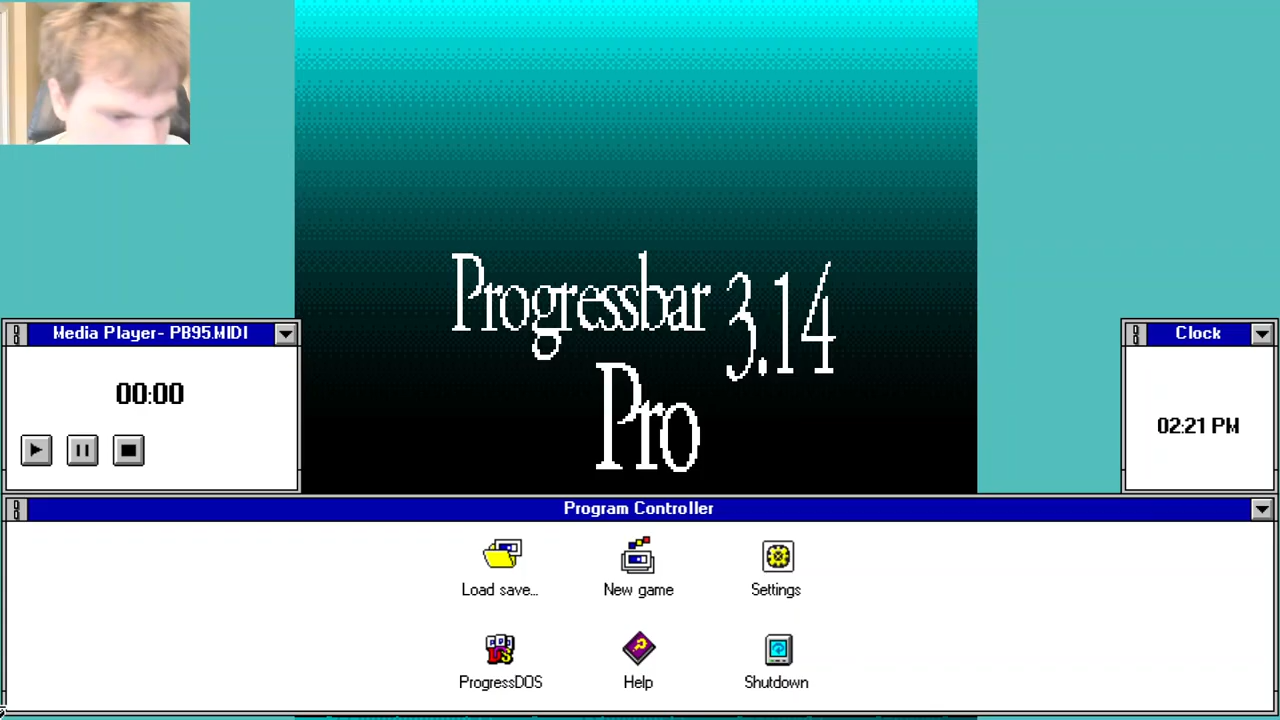 Progressbar 3.14
Pro
Media Player- PB95.MIDI
00:00
Clock
02:21 PM
Program Controller
Load save...
New game
Settings
ProgressDOS
Help
Shutdown